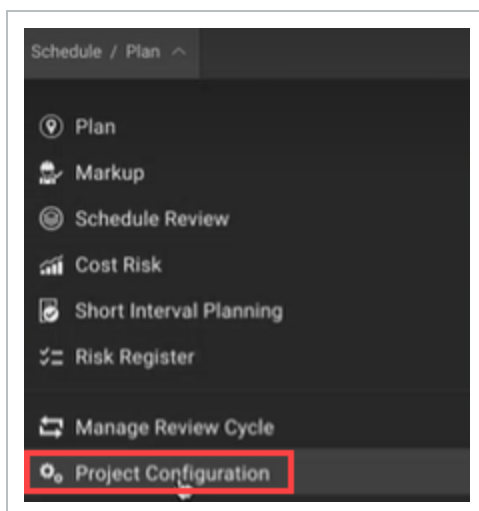 Schedule / Plan
Plan
Markup
Schedule Review
Cost Risk
Short Interval Planning
Risk Register
Manage Review Cycle
Project Configuration